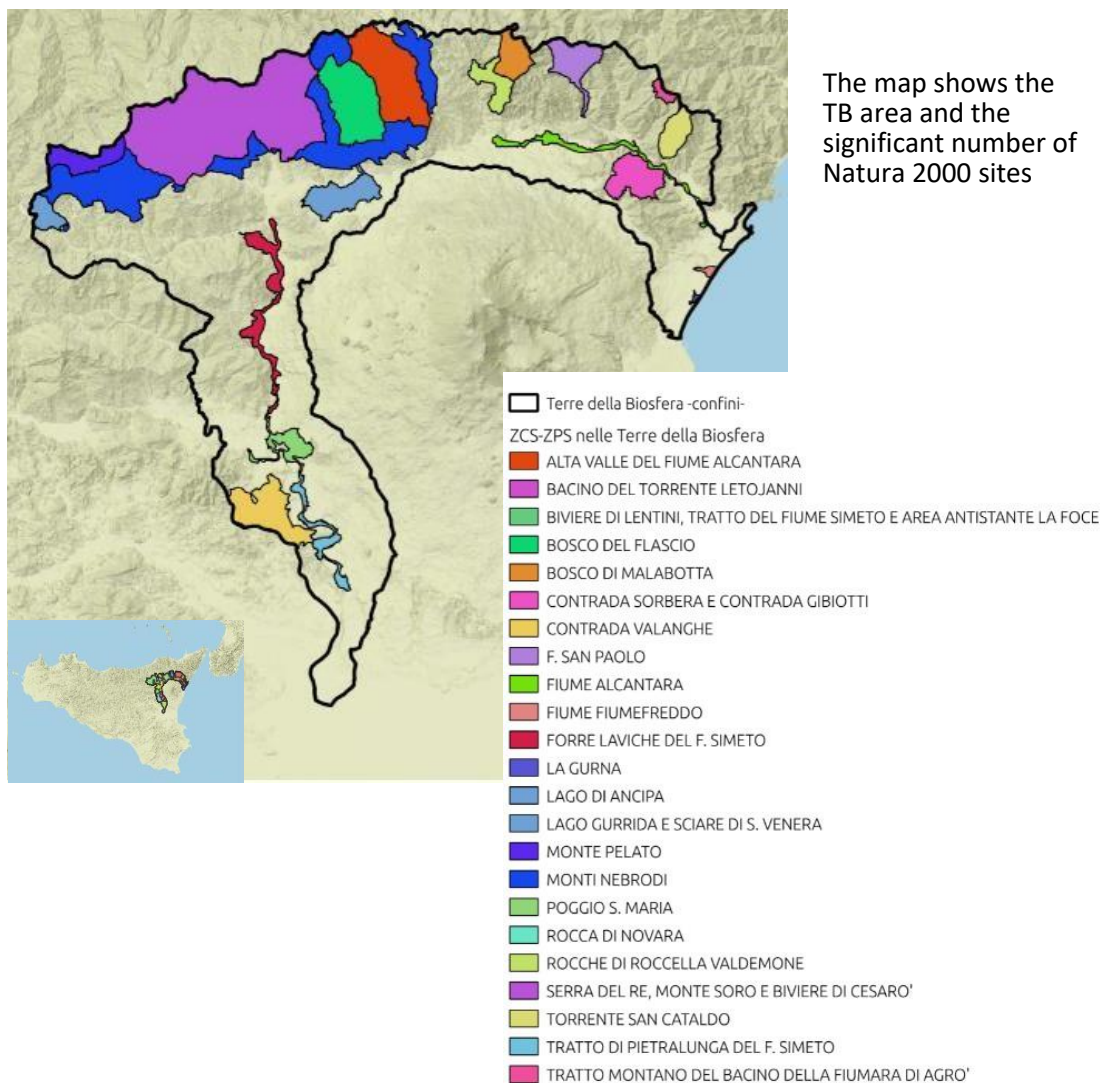 The map shows the
TB area and the
significant number of
Natura 2000 sites
Terre della Biosfera -confini-
ZCS-ZPS nelle Terre della Biosfera
ALTA VALLE DEL FIUME ALCANTARA
BACINO DEL TORRENTE LETOJANNI
BIVIERE DI LENTINI, TRATTO DEL FIUME SIMETO E AREA ANTISTANTE LA FOCE
BOSCO DEL FLASCIO
BOSCO DI MALABOTTA
CONTRADA SORBERA E CONTRADA GIBIOTTI
CONTRADA VALANGHE
F. SAN PAOLO
FIUME ALCANTARA
FIUME FIUMEFREDDO
FORRE LAVICHE DEL F. SIMETO
LA GURNA
LAGO DI ANCIPA
LAGO GURRIDA E SCIARE DI S. VENERA
MONTE PELATO
MONTI NEBRODI
POGGIO S. MARIA
ROCCA DI NOVARA
ROCCHE DI ROCCELLA VALDEMONE
SERRA DEL RE, MONTE SORO E BIVIERE DI CESARO'
TORRENTE SAN CATALDO
TRATTO DI PIETRALUNGA DEL F. SIMETO
TRATTO MONTANO DEL BACINO DELLA FIUMARA DI AGRO'